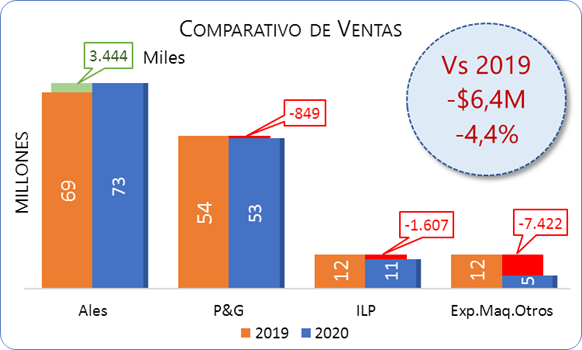 COMPARATIVO DE VENTAS
3.444 Miles
Vs 2019
-$6,4M
-4,4%
-849
-1.607
-7.422
MILLONES
69 73 54 53 12 11 12 5
Ales P&G ILP Exp.Maq.Otros
2019 2020